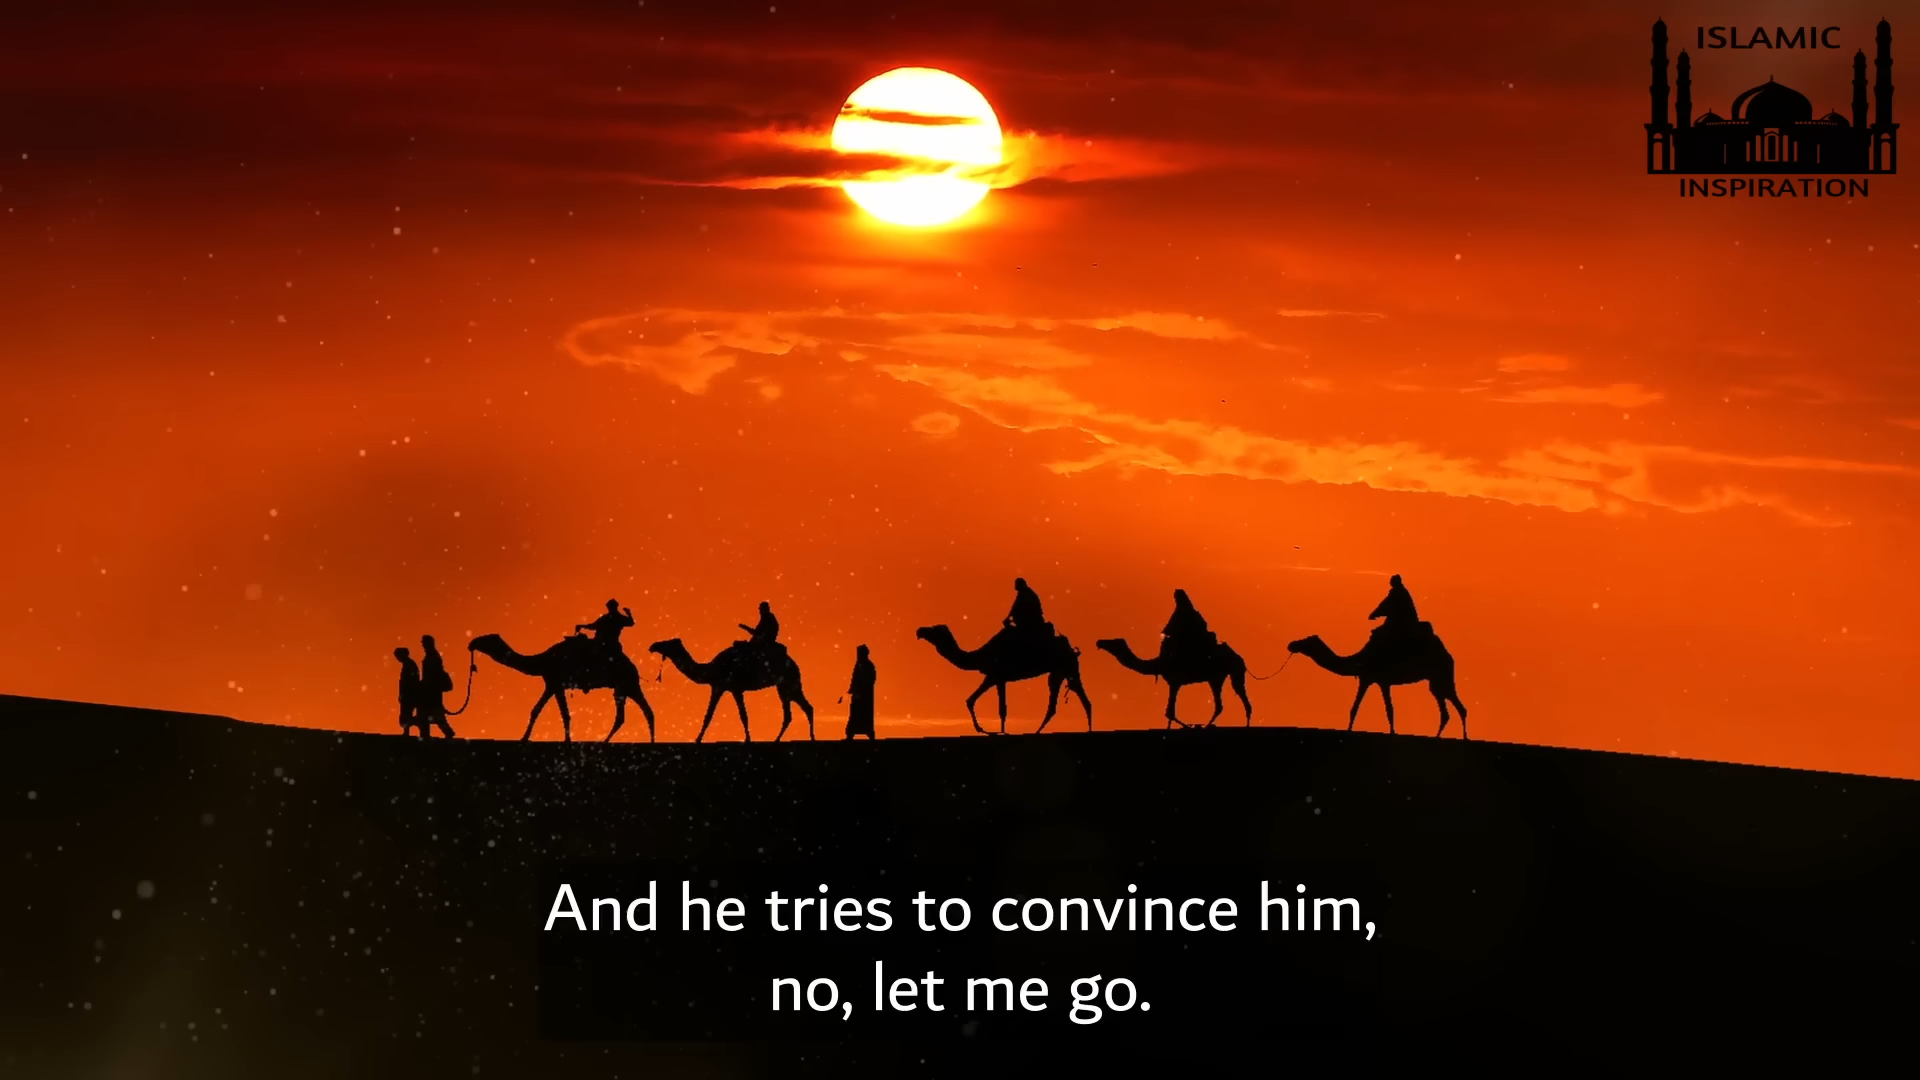 ISLAMIC
INSPIRATION
And he tries to convince him,
no, let me go.